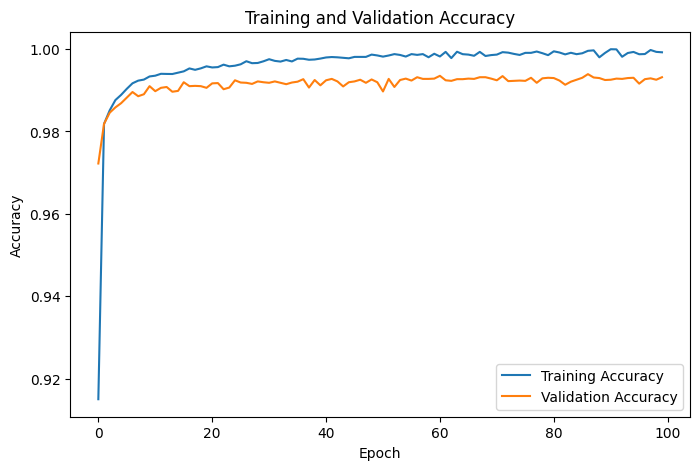 Training and Validation Accuracy
1.00
0.98
0.96
0.94
0.92
Accuracy
0
20
40
60
80
100
Epoch
Training Accuracy
Validation Accuracy